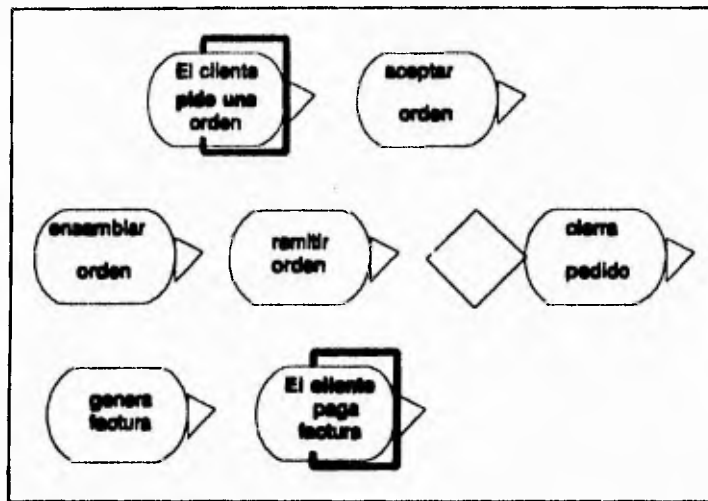 El cliente
pide una
orden
aceptar
orden
ensamblar
orden
remitir
orden
cierra
pedido
genera
factura
El cliente
paga
factura